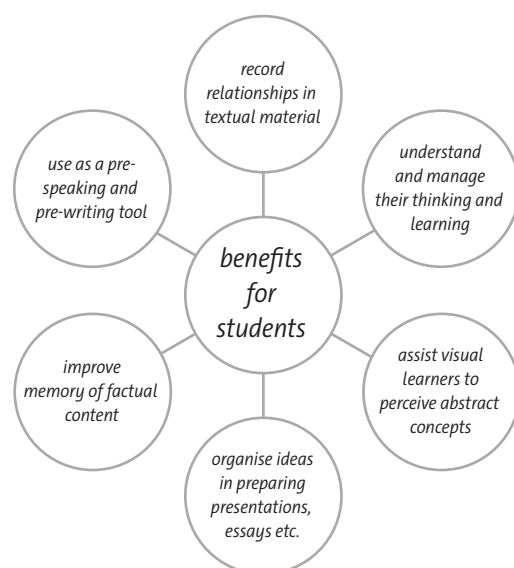 record
relationships in
textual material
use as a pre-
speaking and
pre-writing tool
understand
and manage
their thinking and
learning
benefits
for
students
improve
memory of factual
content
assist visual
learners to
perceive abstract
concepts
organise ideas
in preparing
presentations,
essays etc.